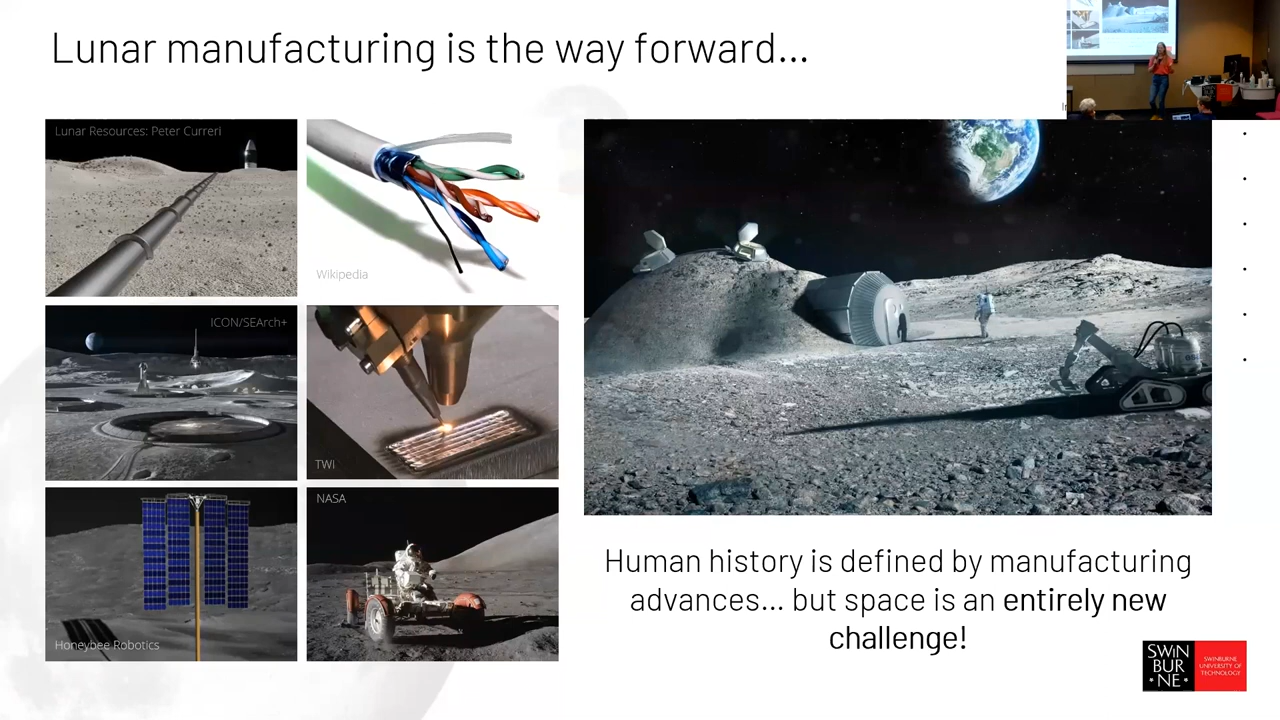 Lunar manufacturing is the way forward...
Lunar Resources: Peter Curreri
Wikipedia
ICON/SEArch+
TWI
Honeybee Robotics
NASA
Human history is defined by manufacturing
advances... but space is an entirely new
challenge!
SWiN
BUR
NE
SWINBURNE
UNIVERSITY OF
TECHNOLOGY